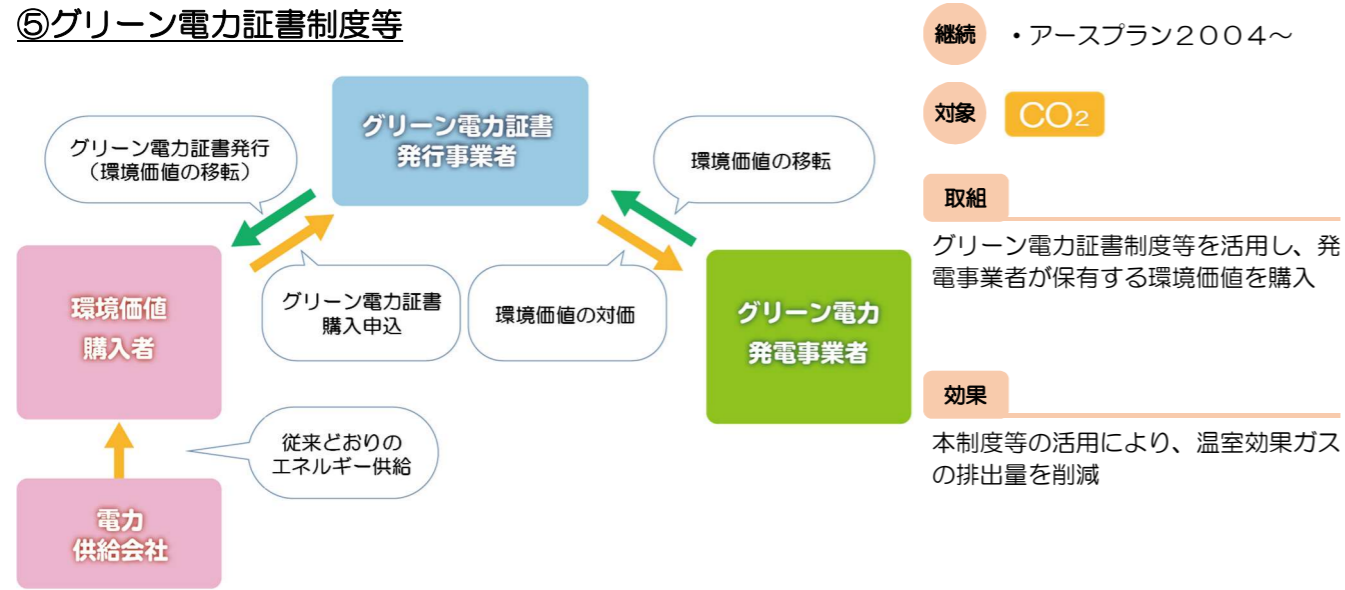 ⑤グリーン電力証書制度等
グリーン電力証書発行
（環境価値の移転）
グリーン電力証書
発行事業者
環境価値の移転
環境価値
購入者
グリーン電力証書
購入申込
環境価値の対価
グリーン電力
発電事業者
従来どおりの
エネルギー供給
電力
供給会社
継続
・アースプラン２００４～
対象
CO₂
取組
グリーン電力証書制度等を活用し、発
電事業者が保有する環境価値を購入
効果
本制度等の活用により、温室効果ガス
の排出量を削減